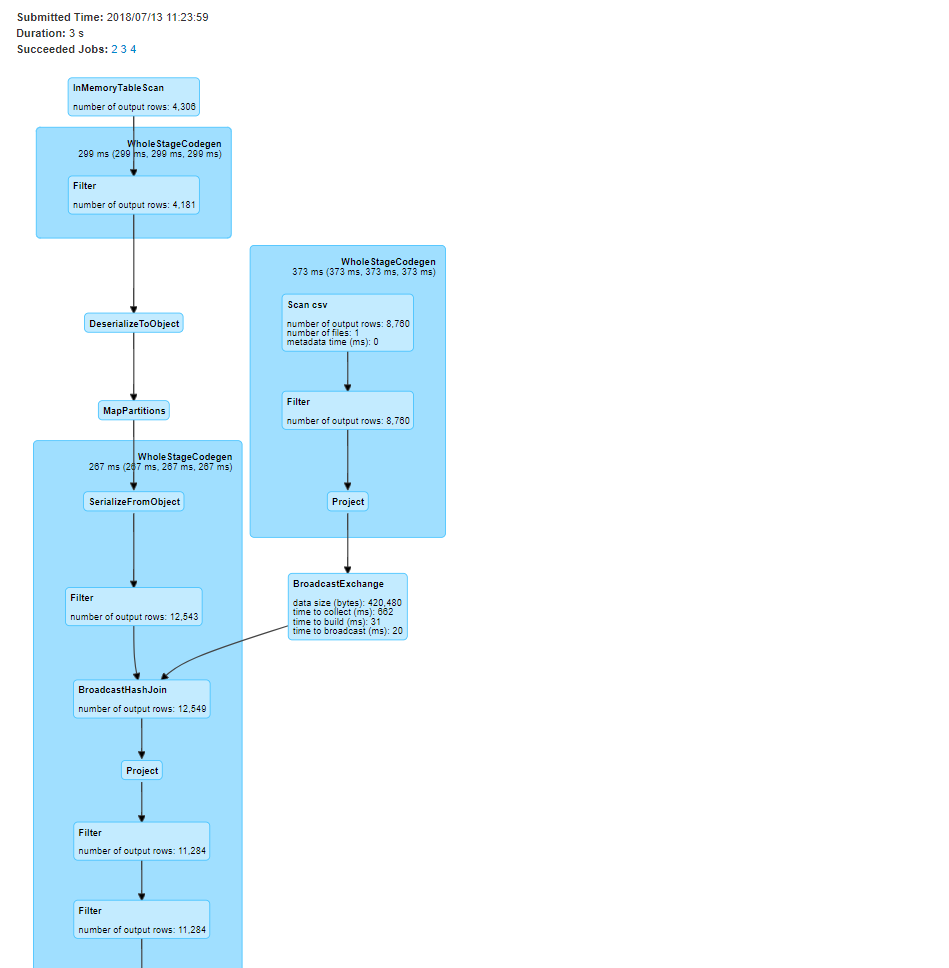 Submitted Time: 2018/07/13 11:23:59
Duration: 3 s
Succeeded Jobs: 2 3 4
InMemoryTableScan
number of output rows: 4,306
WholeStageCodegen
299 ms (299 ms, 299 ms, 299 ms)
Filter
number of output rows: 4,181
DeserializeToObject
MapPartitions
WholeStageCodegen
373 ms (373 ms, 373 ms, 373 ms)
Scan csv
number of output rows: 8,760
number of files: 1
metadata time (ms): 0
Filter
number of output rows: 8,760
Project
BroadcastExchange
data size (bytes): 420,480
time to collect (ms): 662
time to build (ms): 31
time to broadcast (ms): 20
WholeStageCodegen
267 ms (267 ms, 267 ms, 267 ms)
SerializeFromObject
Filter
number of output rows: 12,543
BroadcastHashJoin
number of output rows: 12,549
Project
Filter
number of output rows: 11,284
Filter
number of output rows: 11,284